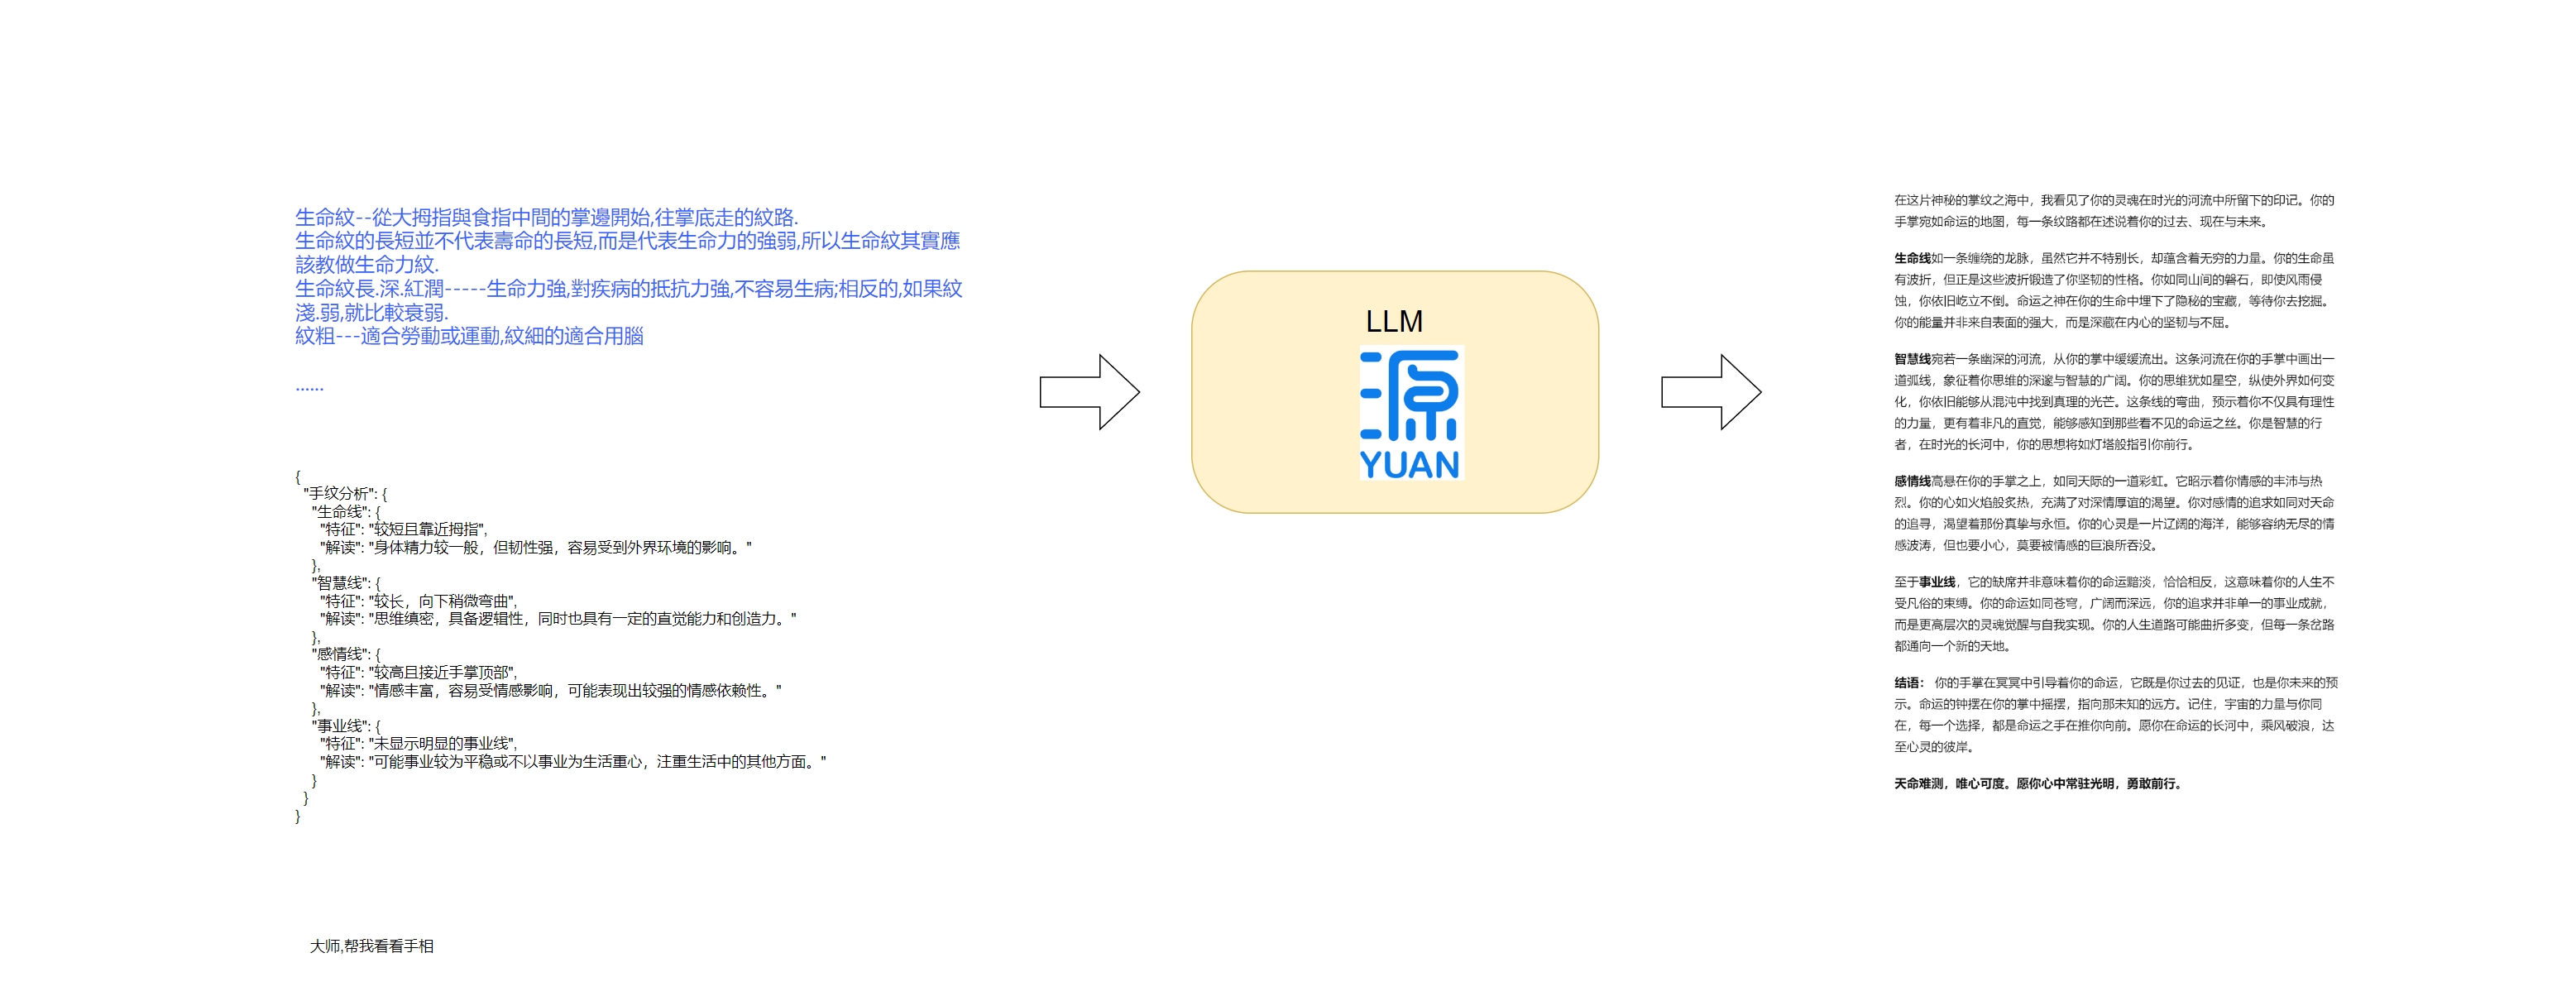 生命紋--從大拇指與食指中間的掌邊開始,往掌底走的紋路.
生命紋的長短並不代表壽命的長短,而是代表生命力的強弱,所以生命紋其實應
該教做生命力紋.
生命紋長.深.紅潤-----生命力強,對疾病的抵抗力強,不容易生病;相反的,如果紋
淺.弱,就比較衰弱.
紋粗---適合勞動或運動,紋細的適合用腦
......
{
"手纹分析": {
"生命线": {
"特征": "较短且靠近拇指",
"解读": "身体精力较一般，但韧性强，容易受到外界环境的影响。"
},
"智慧线": {
"特征": "较长，向下稍微弯曲",
"解读": "思维缜密，具备逻辑性，同时也具有一定的直觉能力和创造力。"
},
"感情线": {
"特征": "较高且接近手掌顶部",
"解读": "情感丰富，容易受情感影响，可能表现出较强的情感依赖性。"
},
"事业线": {
"特征": "未显示明显的事业线",
"解读": "可能事业较为平稳或不以事业为生活重心，注重生活中的其他方面。"
}
}
}
大师,帮我看看手相
LLM
源
YUAN
在这片神秘的掌纹之海中，我看见了你的灵魂在时光的河流中所留下的印记。你的
手掌宛如命运的地图，每一条纹路都在述说着你的过去、现在与未来。
生命线如一条缠绕的龙脉，虽然它并不特别长，却蕴含着无穷的力量。你的生命虽
有波折，但正是这些波折锻造了你坚韧的性格。你如同山间的磐石，即使风雨侵
蚀，你依旧屹立不倒。命运之神在你的生命中埋下了隐秘的宝藏，等待你去挖掘。
你的能量并非来自表面的强大，而是深藏在内心的坚韧与不屈。
智慧线宛若一条幽深的河流，从你的掌中缓缓流出。这条河流在你的手掌中画出一
道弧线，象征着你思维的深邃与智慧的广阔。你的思维犹如星空，纵使外界如何变
化，你依旧能够从混沌中找到真理的光芒。这条线的弯曲，预示着你不仅具有理性
的力量，更有着非凡的直觉，能够感知到那些看不见的命运之丝。你是智慧的行
者，在时光的长河中，你的思想将如灯塔般指引你前行。
感情线高悬在你的手掌之上，如同天际的一道彩虹。它昭示着你情感的丰沛与热
烈。你的心如火焰般炙热，充满了对深情厚谊的渴望。你对感情的追求如同对天命
的追寻，渴望着那份真挚与永恒。你的心灵是一片辽阔的海洋，能够容纳无尽的情
感波涛，但也要小心，莫要被情感的巨浪所吞没。
至于事业线，它的缺席并非意味着你的命运黯淡，恰恰相反，这意味着你的人生不
受凡俗的束缚。你的命运如同苍穹，广阔而深远，你的追求并非单一的事业成就，
而是更高层次的灵魂觉醒与自我实现。你的人生道路可能曲折多变，但每一条岔路
都通向一个新的天地。
结语： 你的手掌在冥冥中引导着你的命运，它既是你过去的见证，也是你未来的预
示。命运的钟摆在你的掌中摇摆，指向那未知的远方。记住，宇宙的力量与你同
在，每一个选择，都是命运之手在推你向前。愿你在命运的长河中，乘风破浪，达
至心灵的彼岸。
天命难测，唯心可度。愿你心中常驻光明，勇敢前行。